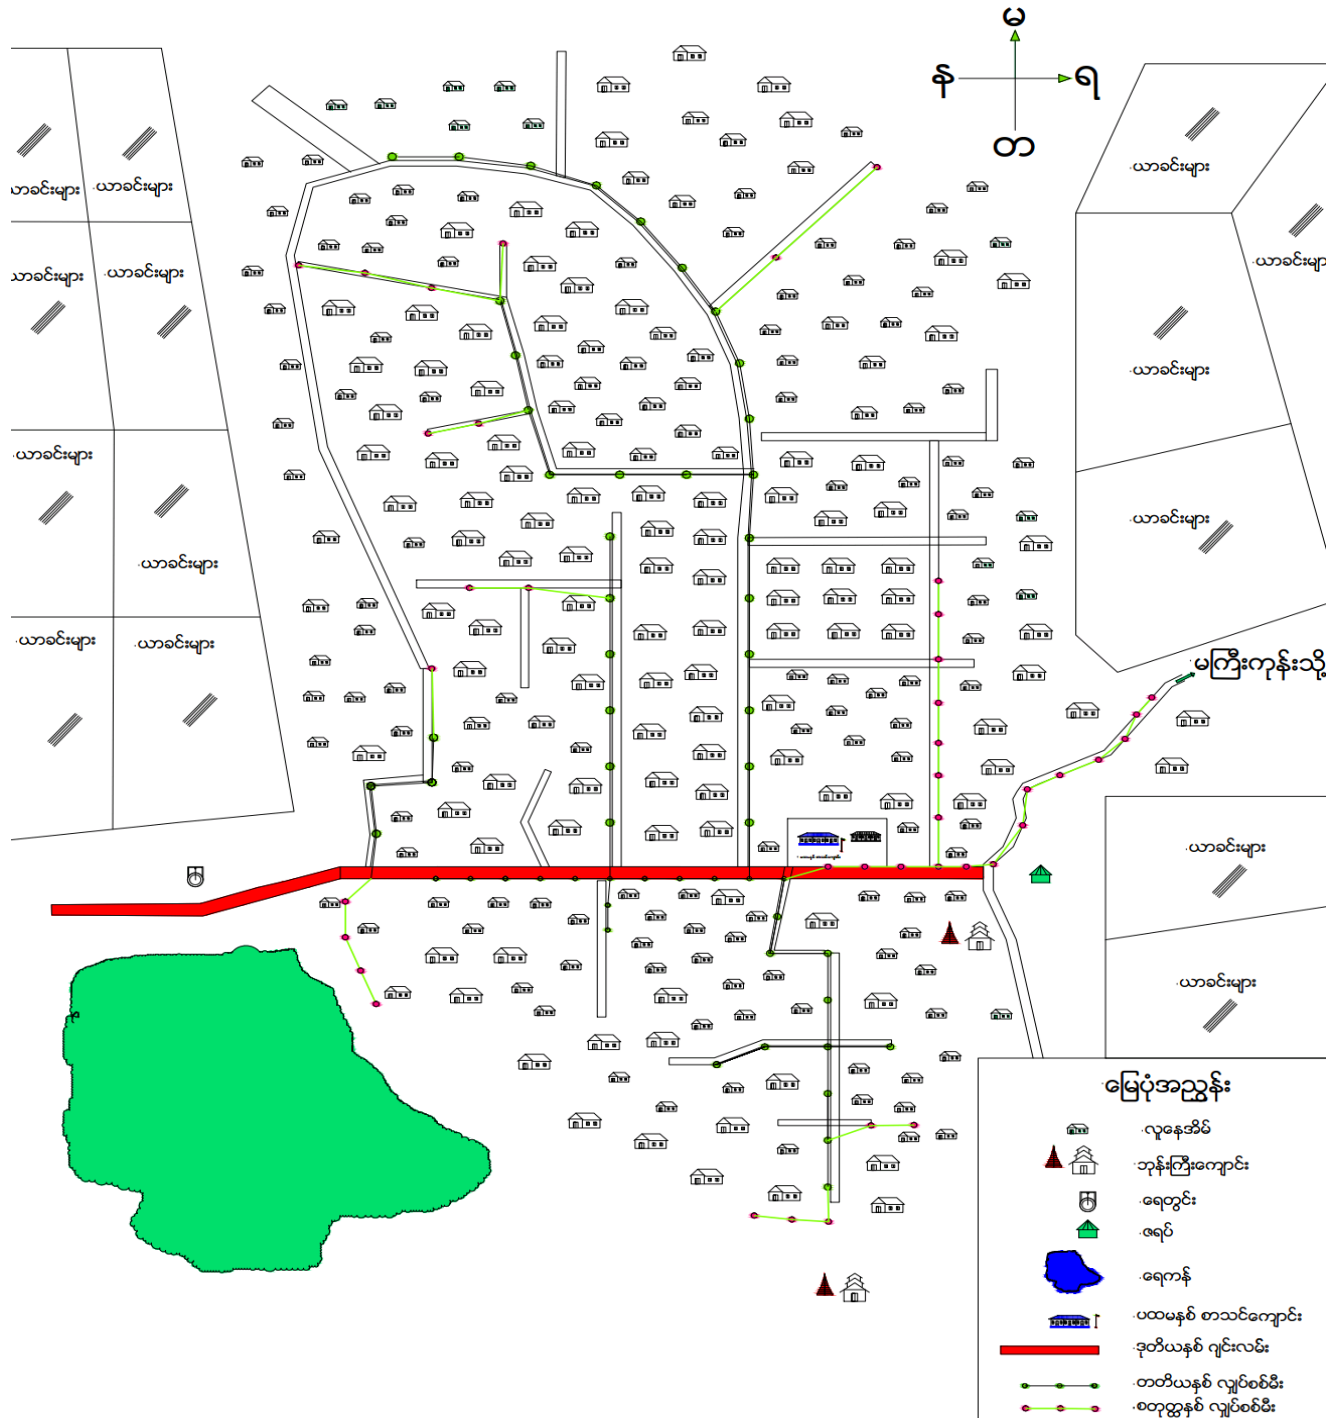 မ
န ရ
တ
ယာခင်းများ
ယာခင်းများ ယာခင်းများ
ယာခင်းများ ယာခင်းများ
ယာခင်းများ
ယာခင်းများ
ယာခင်းများ
ယာခင်းများ
ယာခင်းများ
ယာခင်းများ
ယာခင်းများ ယာခင်းများ
မကြီးကုန်းသို့
ယာခင်းများ
ယာခင်းများ
မြေပုံအညွှန်း
လူနေအိမ်
ဘုန်းကြီးကျောင်း
ရေတွင်း
ဇရပ်
ရေကန်
ပထမနှစ် စာသင်ကျောင်း
ဒုတိယနှစ် ဂျင်းလမ်း
တတိယနှစ် လျှပ်စစ်မီး
စတုတ္ထနှစ် လျှပ်စစ်မီး